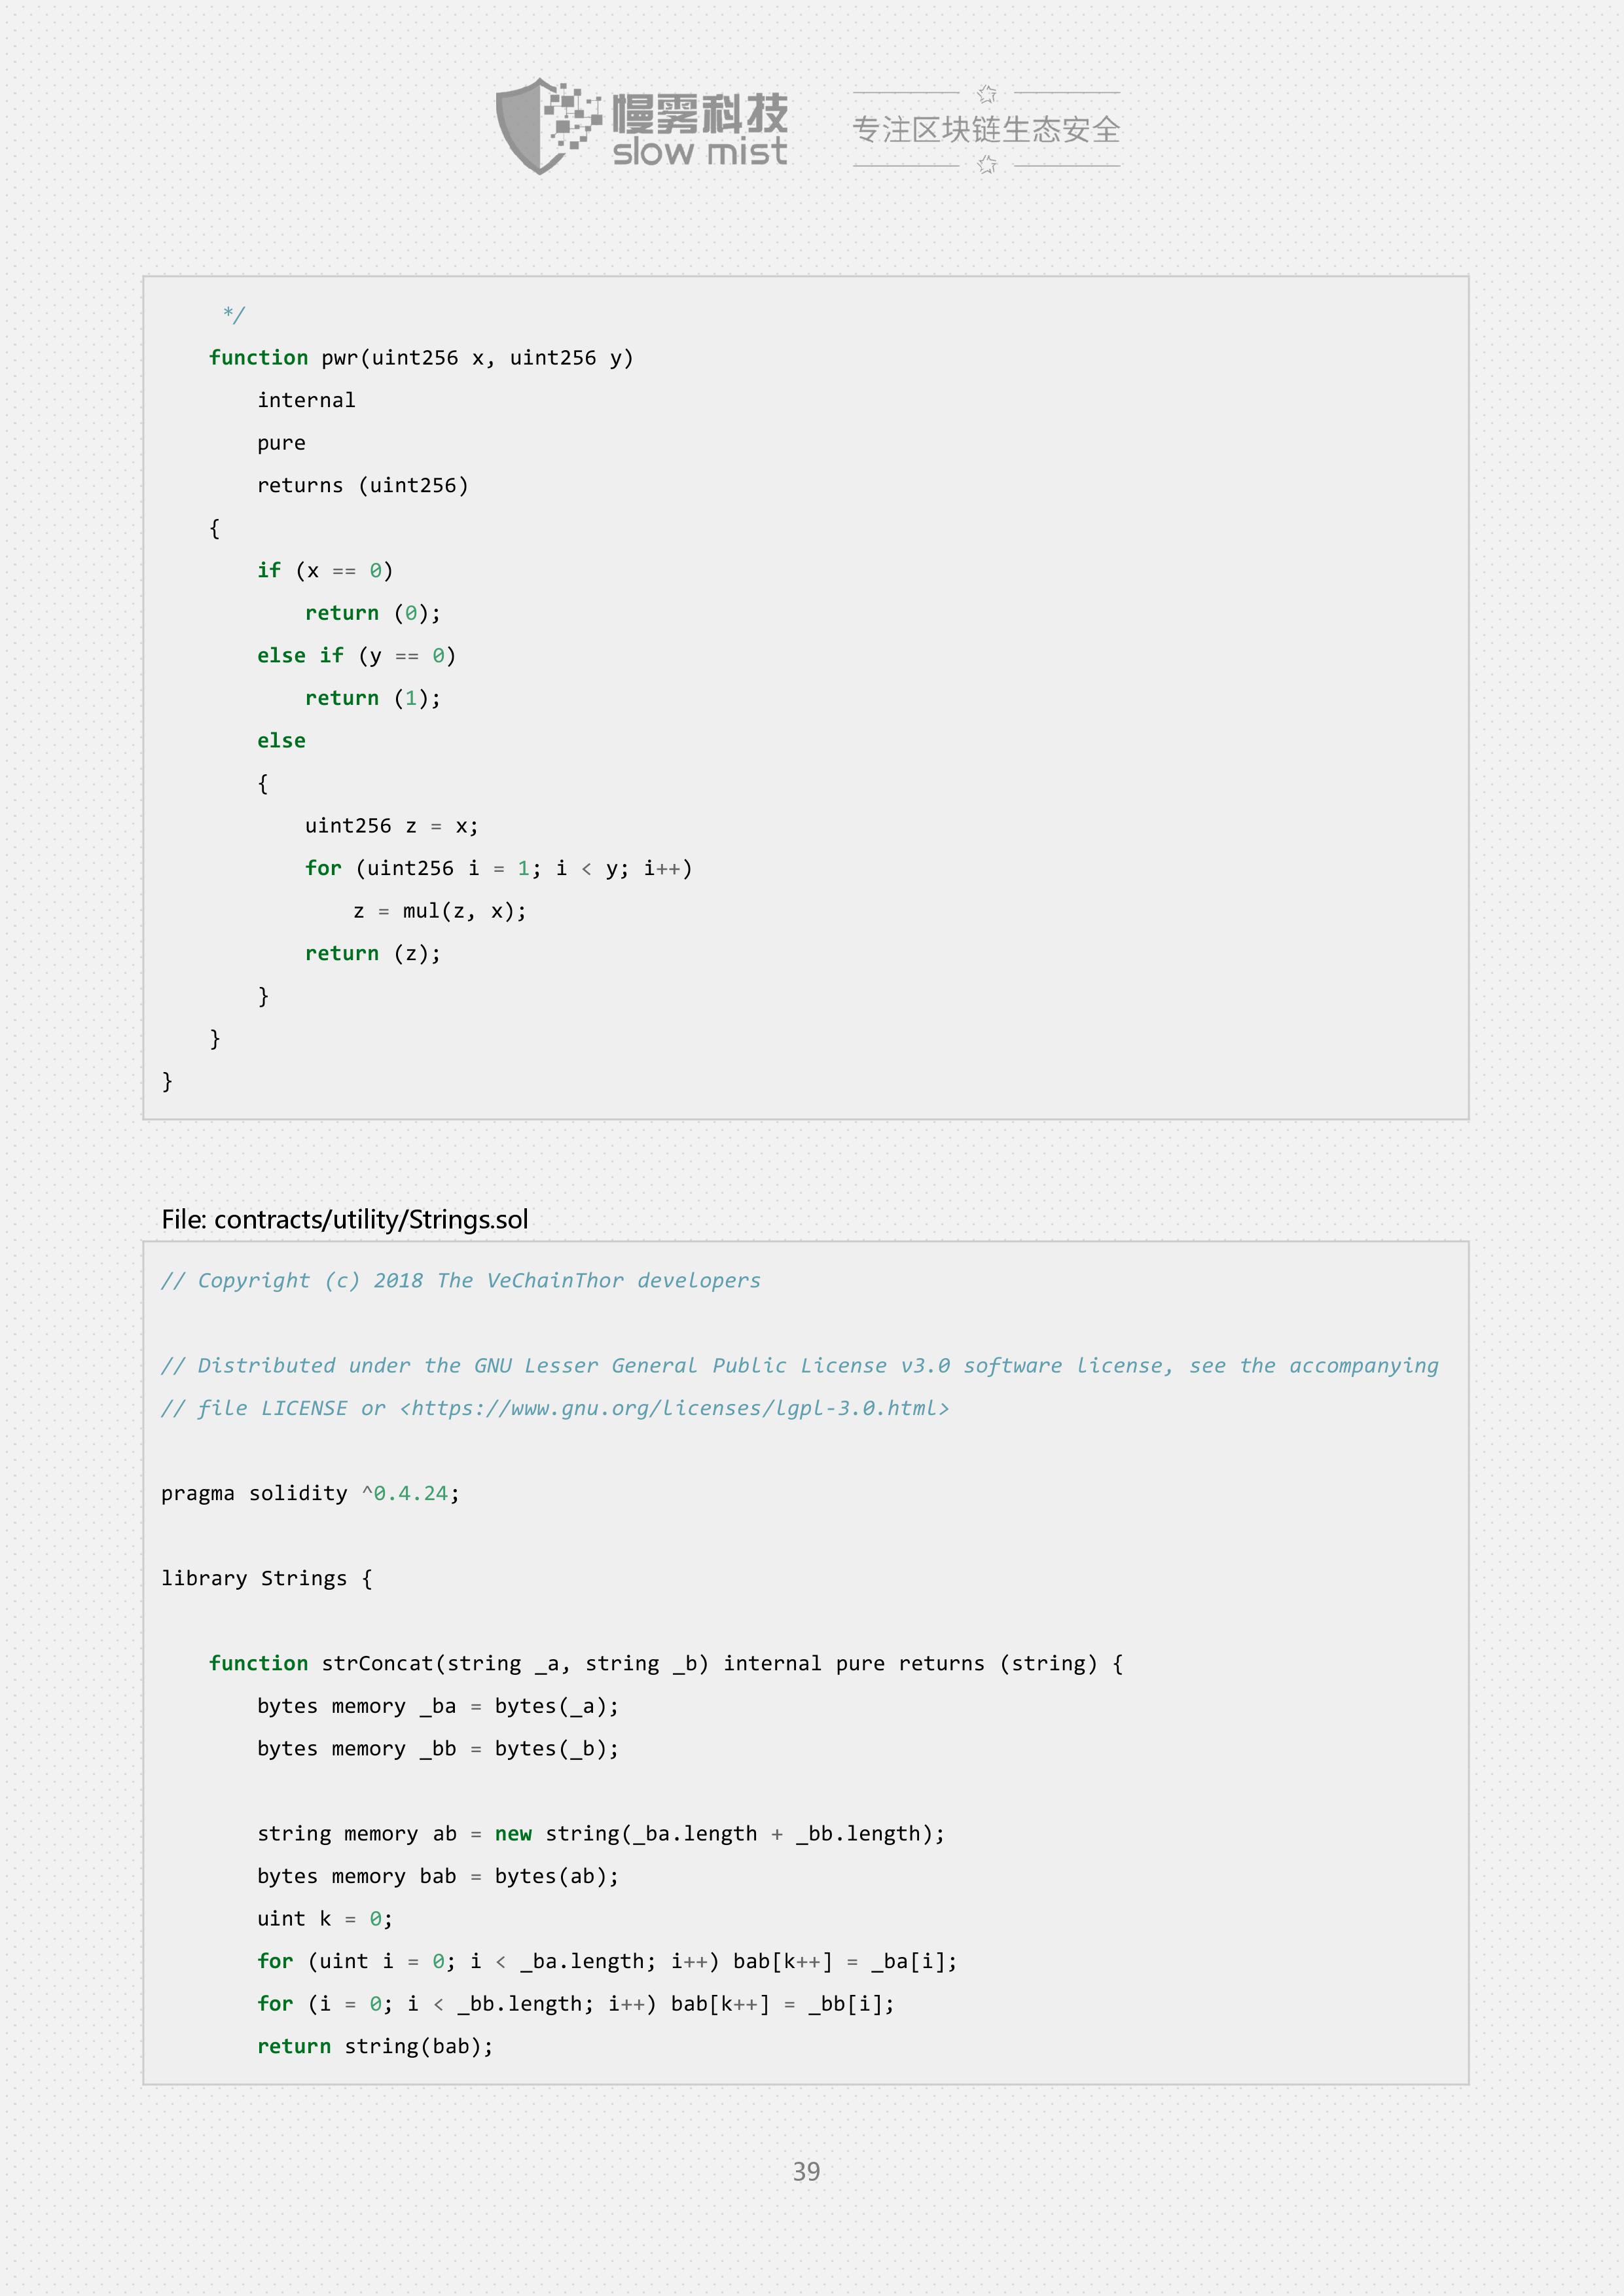 慢雾科技
slow mist
专注区块链生态安全
*/
function pwr(uint256 x, uint256 y)
internal
pure
returns (uint256)
{
if (x == 0)
return (0);
else if (y == 0)
return (1);
else
{
uint256 z = x;
for (uint256 i = 1; i < y; i++)
z = mul(z, x);
return (z);
}
}
}
File: contracts/utility/Strings.sol
// Copyright (c) 2018 The VeChainThor developers
// Distributed under the GNU Lesser General Public License v3.0 software license, see the accompanying
// file LICENSE or <https://www.gnu.org/licenses/lgpl-3.0.html>
pragma solidity ^0.4.24;
library Strings {
function strConcat(string _a, string _b) internal pure returns (string) {
bytes memory _ba = bytes(_a);
bytes memory _bb = bytes(_b);
string memory ab = new string(_ba.length + _bb.length);
bytes memory bab = bytes(ab);
uint k = 0;
for (uint i = 0; i < _ba.length; i++) bab[k++] = _ba[i];
for (i = 0; i < _bb.length; i++) bab[k++] = _bb[i];
return string(bab);
39